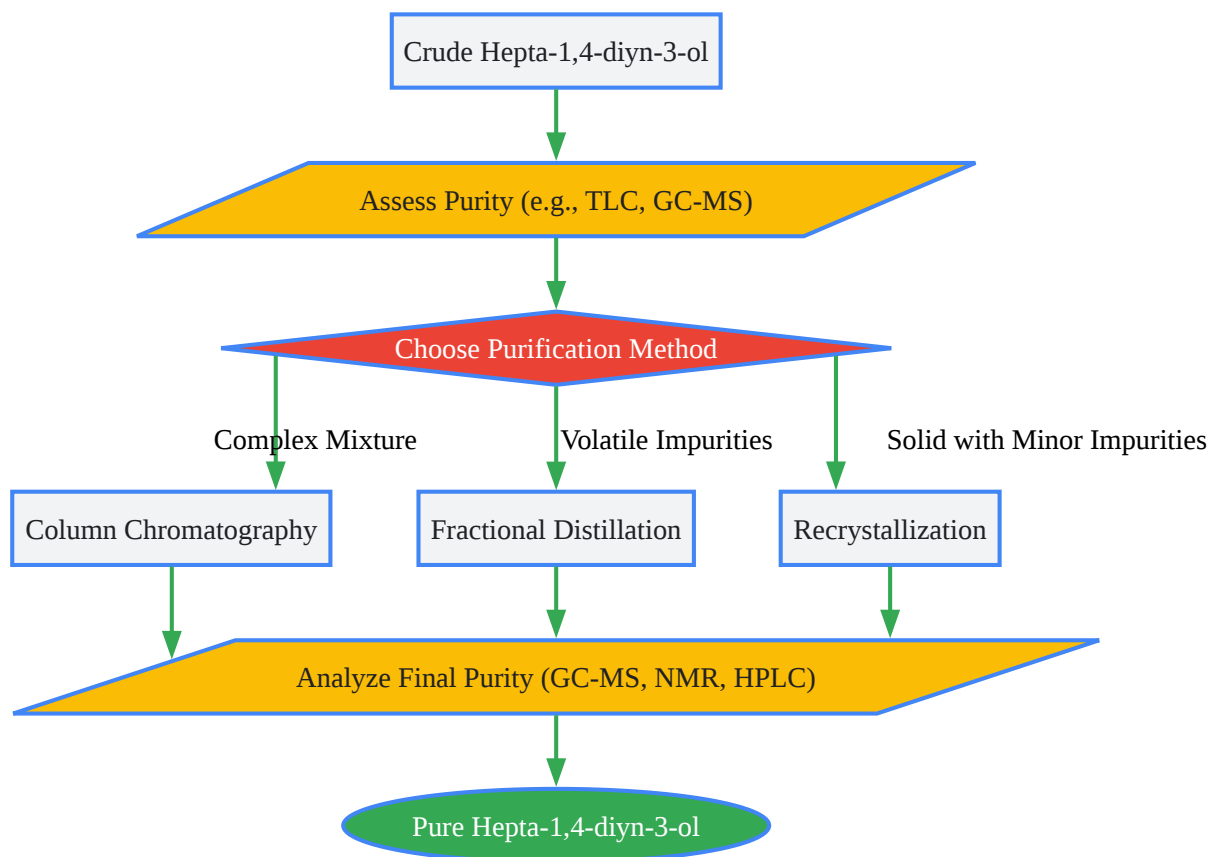 Crude Hepta-1,4-diyn-3-ol
Assess Purity (e.g., TLC, GC-MS)
Choose Purification Method
Complex Mixture
Volatile Impurities
Solid with Minor Impurities
Column Chromatography
Fractional Distillation
Recrystallization
Analyze Final Purity (GC-MS, NMR, HPLC)
Pure Hepta-1,4-diyn-3-ol